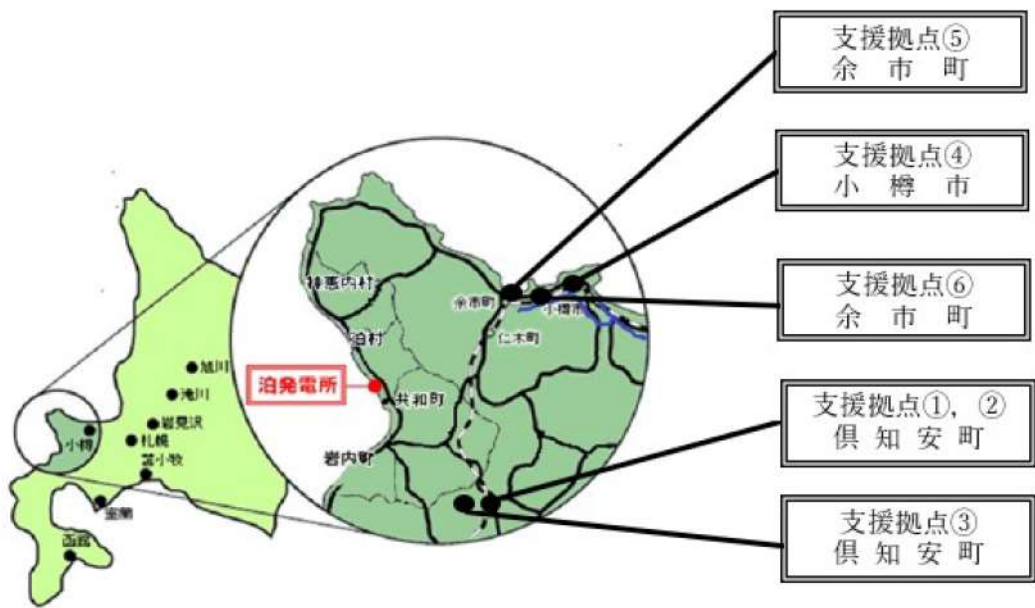 支援拠点⑤
余市町
支援拠点④
小樽市
支援拠点⑥
余市町
支援拠点①，②
倶知安町
支援拠点③
倶知安町
神恵内村
泊村
泊発電所
共和町
岩内町
余市町
小樽市
仁木町
旭川
滝川
岩見沢
小樽
札幌
苫小牧
室蘭
函館